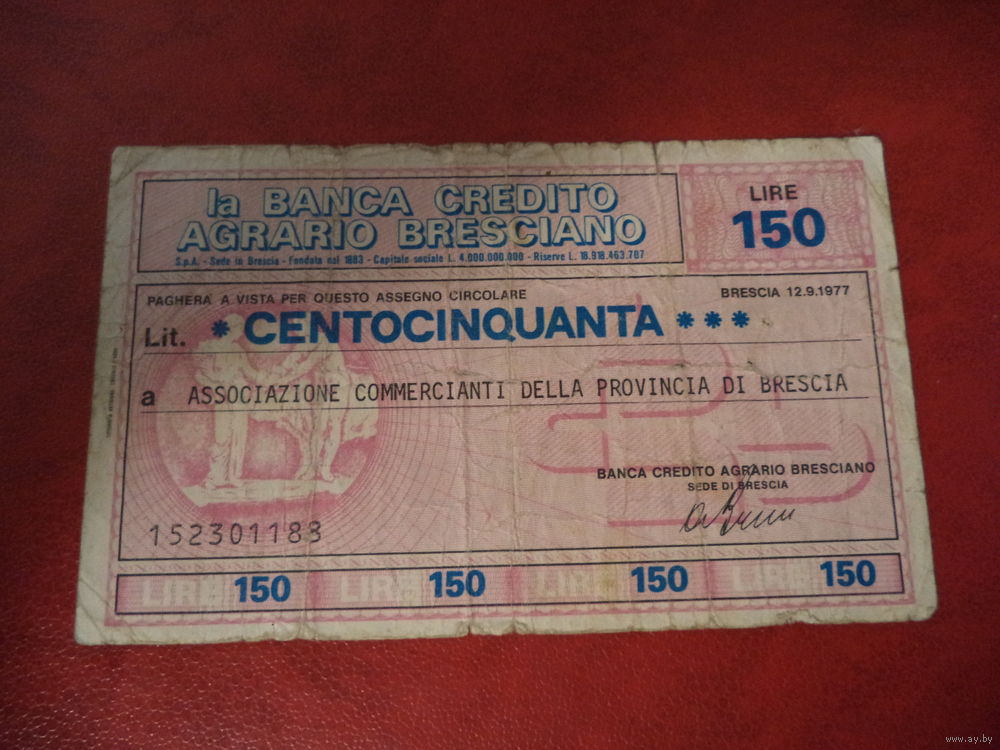 la BANCA CREDITO
AGRARIO BRESCIANO
S.p.A. - Sede in Brescia - Fondata nel 1883 - Capitale sociale L. 4.000.000.000 - Riserve L. 18.918.463.707
LIRE
150
PAGHERÀ A VISTA PER QUESTO ASSEGNO CIRCOLARE
BRESCIA 12.9.1977
Lit. * CENTOCINQUANTA ***
a ASSOCIAZIONE COMMERCIANTI DELLA PROVINCIA DI BRESCIA
BANCA CREDITO AGRARIO BRESCIANO
SEDE DI BRESCIA
152301183
LIRE 150 LIRE 150 LIRE 150 LIRE 150
www.ay.by